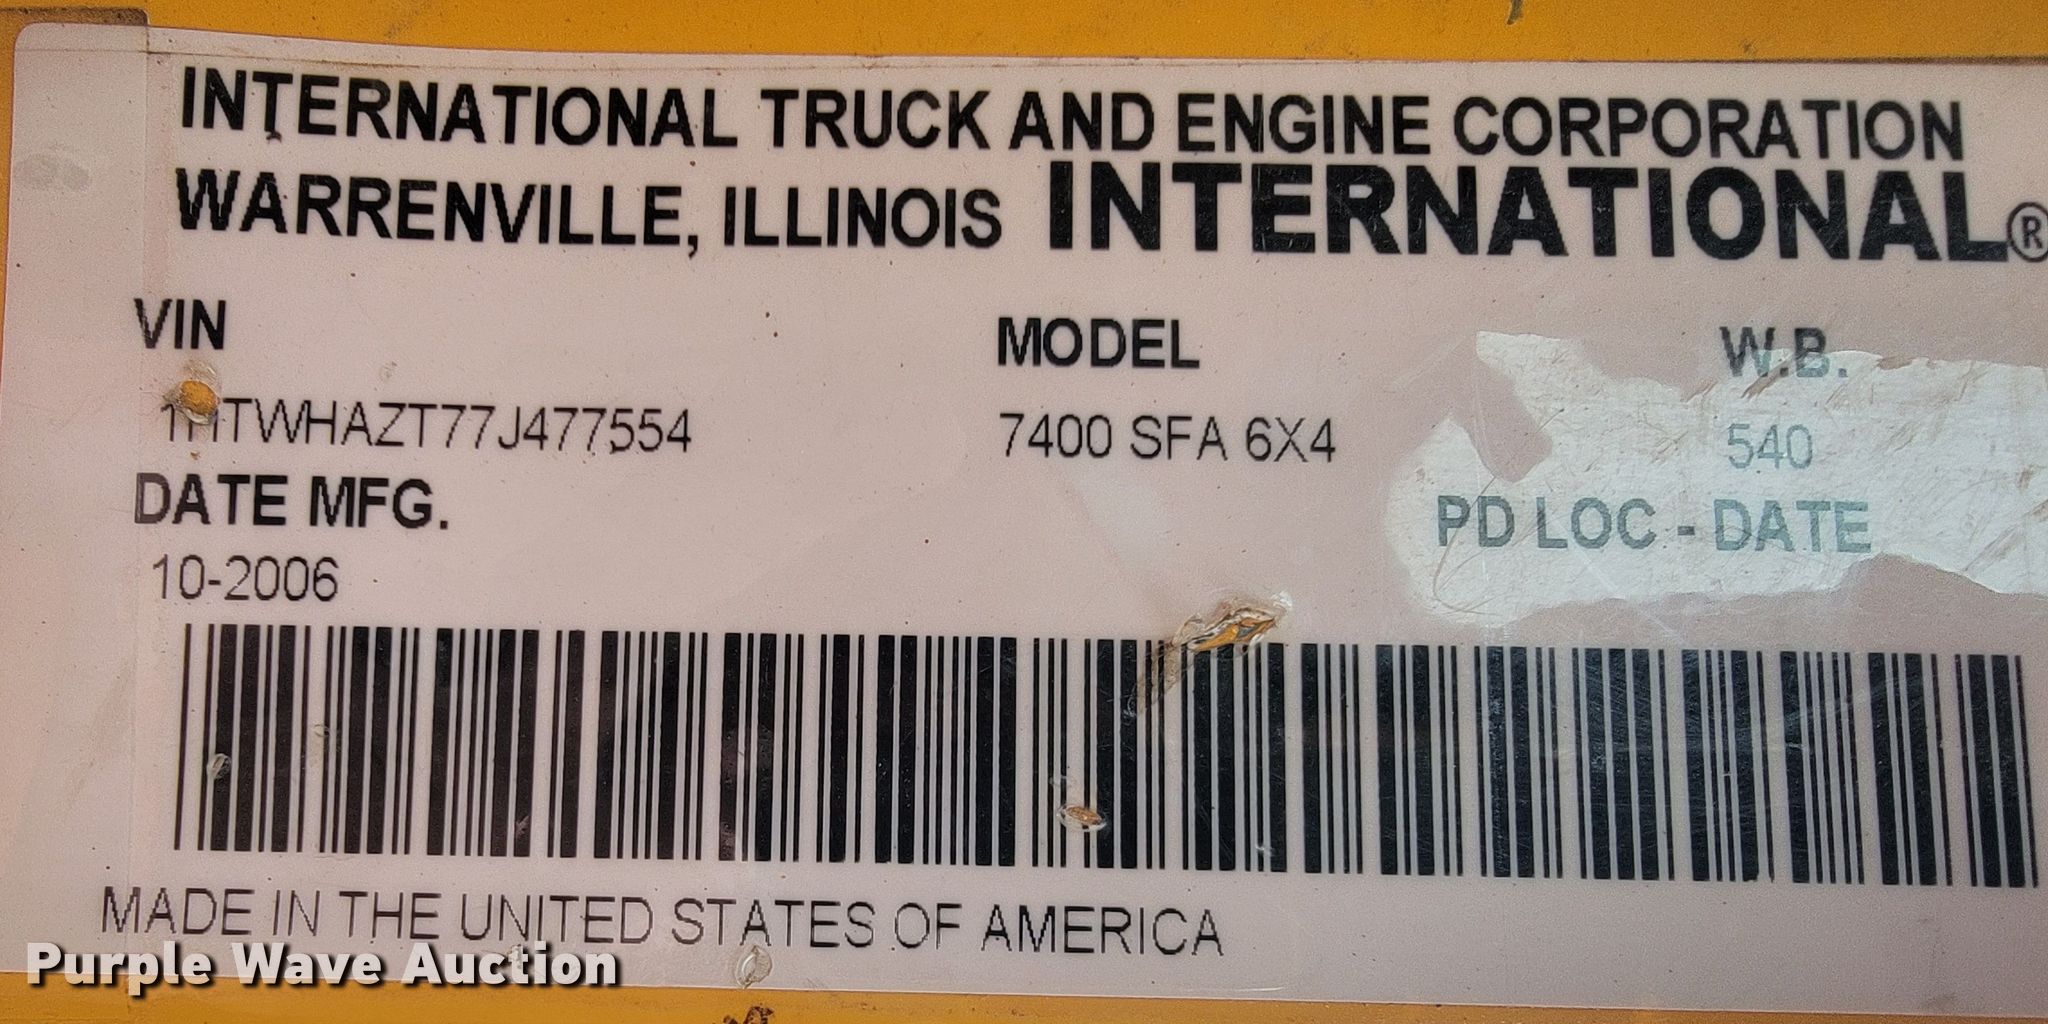 INTERNATIONAL TRUCK AND ENGINE CORPORATION
WARRENVILLE, ILLINOIS INTERNATIONAL®
VIN MODEL W.B.
1HTWHAZT77J477554 7400 SFA 6X4 540
DATE MFG. PD LOC - DATE
10-2006
MADE IN THE UNITED STATES OF AMERICA
Purple Wave Auction